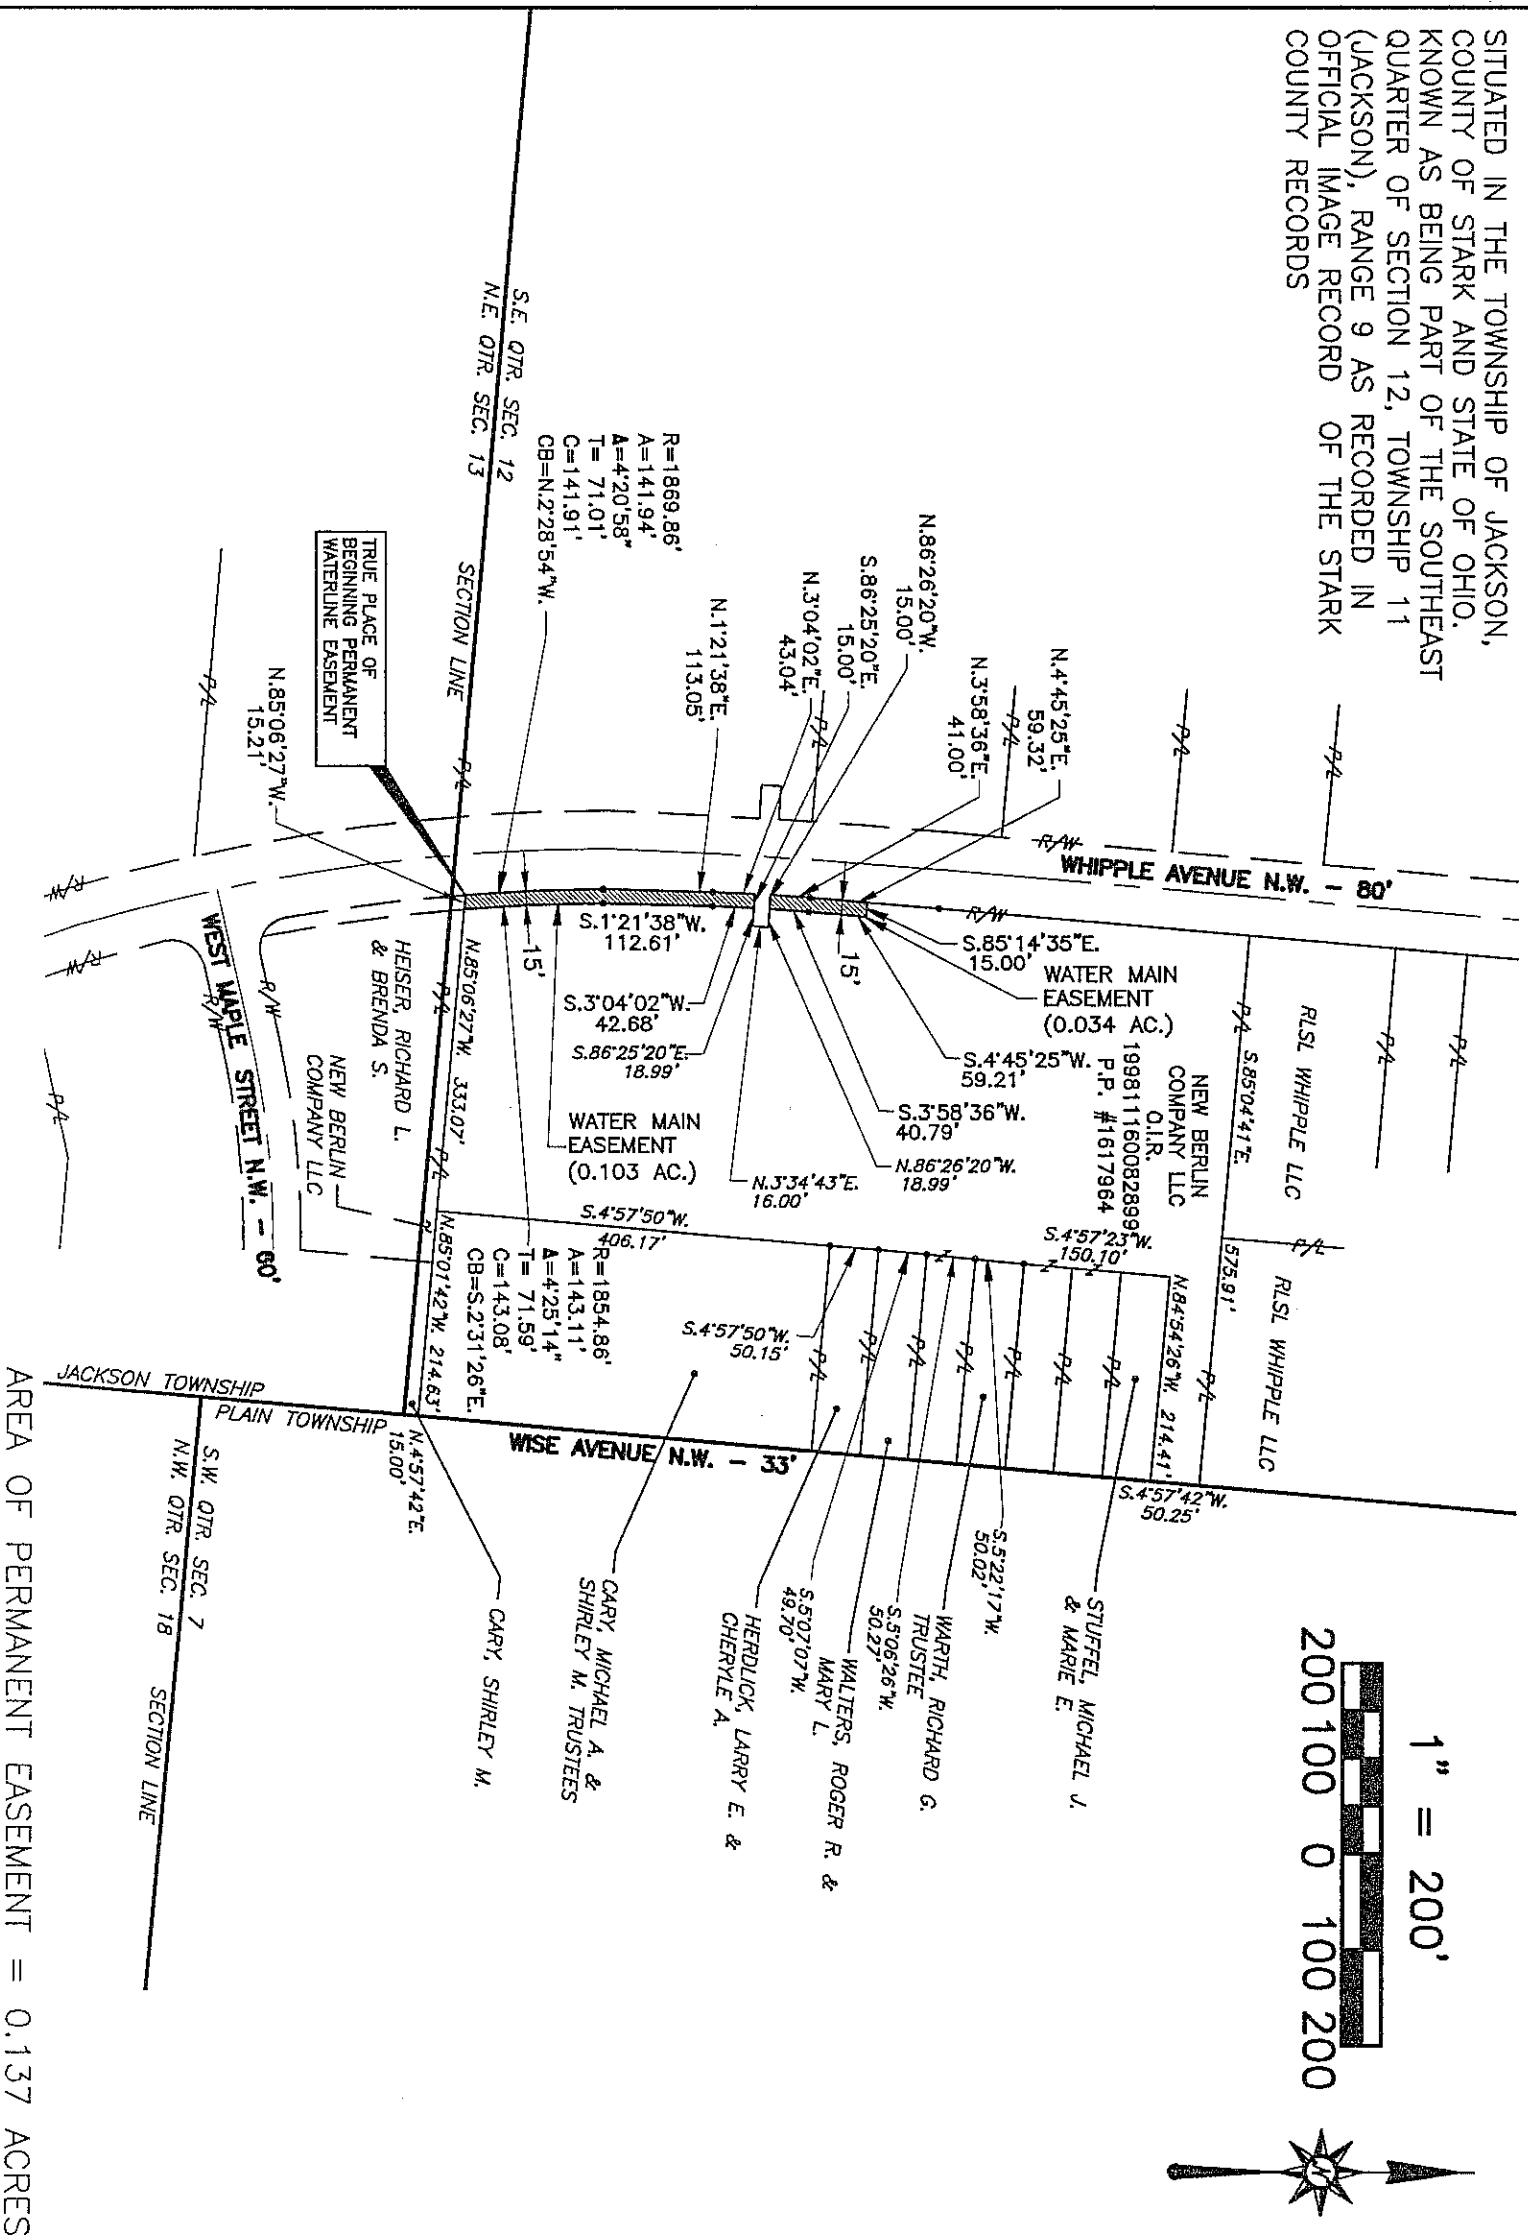 SITUATED IN THE TOWNSHIP OF JACKSON,
COUNTY OF STARK AND STATE OF OHIO.
KNOWN AS BEING PART OF THE SOUTHEAST
QUARTER OF SECTION 12, TOWNSHIP 11
(JACKSON), RANGE 9 AS RECORDED IN
OFFICIAL IMAGE RECORD OF THE STARK
COUNTY RECORDS
1" = 200'
200 100 0 100 200
N
P/L
P/L
P/L
P/L
P/L
P/L
N.4°45'25"E.
59.32'
N.3°58'36"E.
41.00'
N.86°26'20"W.
15.00'
S.86°25'20"E.
15.00'
N.3°04'02"E.
43.04'
N.1°21'38"E.
113.05'
R=1869.86'
A=141.94'
Δ=4°20'58"
T= 71.01'
C=141.91'
CB=N.2°28'54"W.
S.E. QTR. SEC. 12
N.E. QTR. SEC. 13
SECTION LINE
P/L
TRUE PLACE OF
BEGINNING PERMANENT
WATERLINE EASEMENT
N.85°06'27"W.
15.21'
P/L
R/W
WHIPPLE AVENUE N.W. - 80'
R/W
S.85°14'35"E.
15.00'
WATER MAIN
EASEMENT
(0.034 AC.)
15'
S.4°45'25"W.
59.21'
S.3°58'36"W.
40.79'
N.86°26'20"W.
18.99'
N.3°34'43"E.
16.00'
S.1°21'38"W.
112.61'
15'
S.3°04'02"W.
42.68'
S.86°25'20"E.
18.99'
WATER MAIN
EASEMENT
(0.103 AC.)
R=1854.86'
A=143.11'
Δ=4°25'14"
T= 71.59'
C=143.08'
CB=S.2°31'26"E.
P/L
S.85°04'41"E.
575.91'
P/L
P/L
RLSL WHIPPLE LLC
RLSL WHIPPLE LLC
NEW BERLIN
COMPANY LLC
O.I.R.
1998111600828999
P.P. #1617964
N.85°06'27"W. 333.07'
P/L
P/L
N.85°01'42"W. 214.63'
HEISER, RICHARD L.
& BRENDA S.
NEW BERLIN
COMPANY LLC
WEST MAPLE STREET N.W. - 60'
R/W
R/W
R/W
R/W
P/L
S.4°57'50"W.
406.17'
S.4°57'23"W.
150.10'
N.84°54'26"W. 214.41'
S.4°57'50"W.
50.15'
P/L
P/L
P/L
P/L
P/L
P/L
P/L
S.4°57'42"W.
50.25'
WISE AVENUE N.W. - 33'
N.4°57'42"E.
15.00'
JACKSON TOWNSHIP
PLAIN TOWNSHIP
S.W. QTR. SEC. 7
N.W. QTR. SEC. 18
SECTION LINE
STUFFEL, MICHAEL J.
& MARIE E.
S.5°22'17"W.
50.02'
WARTH, RICHARD G.
TRUSTEE
S.5°06'26"W.
50.27'
WALTERS, ROGER R. &
MARY L.
S.5°07'07"W.
49.70'
HERDLICK, LARRY E. &
CHERYLE A.
CARY, MICHAEL A. &
SHIRLEY M. TRUSTEES
CARY, SHIRLEY M.
AREA OF PERMANENT EASEMENT = 0.137 ACRES